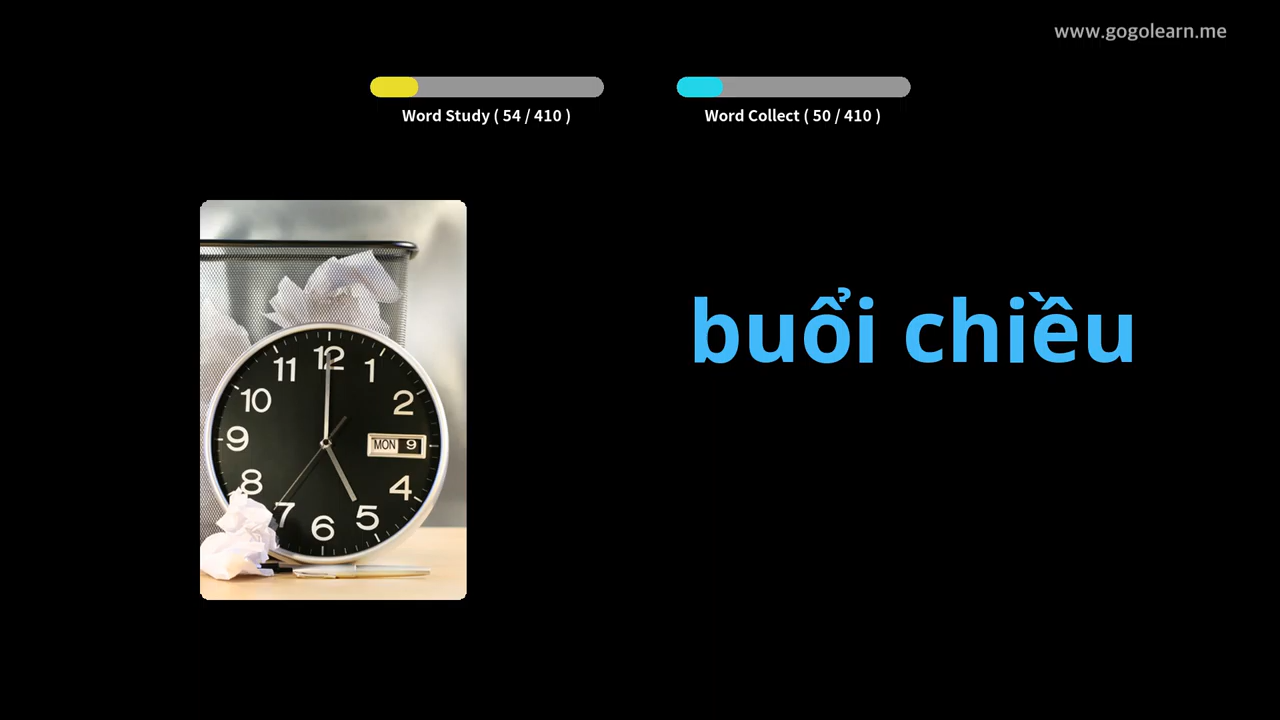 www.gogolearn.me
Word Study ( 54 / 410 )
Word Collect ( 50 / 410 )
buổi chiều
12
11
1
10
2
9
MON 9
8
4
7
5
6